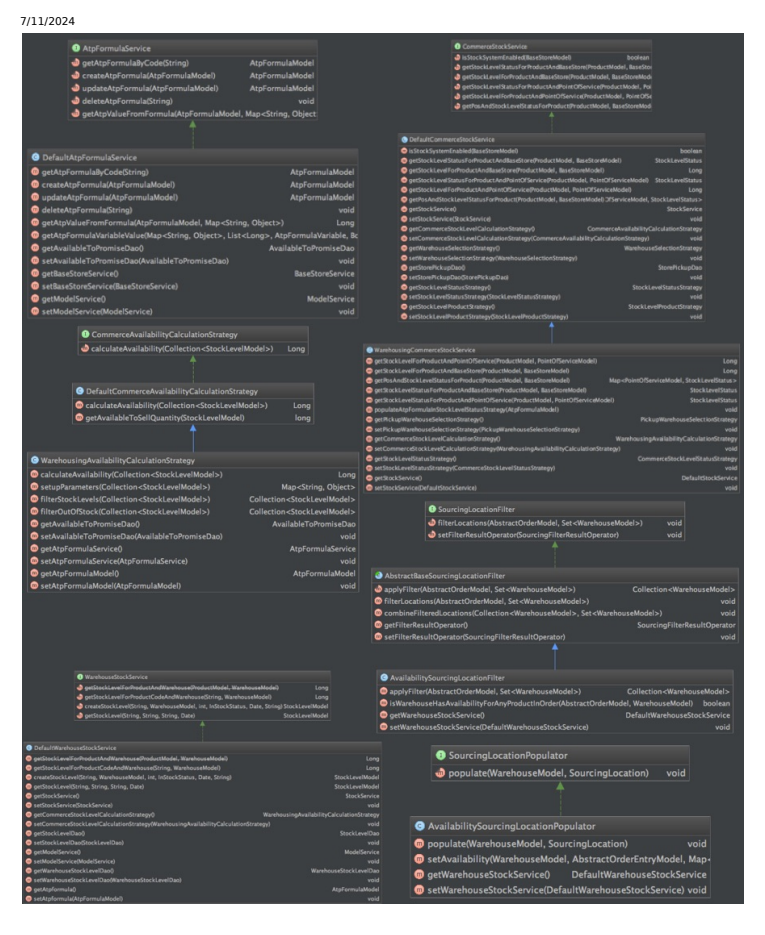 7/11/2024
AtpFormulaService
getAtpFormulaByCode(String) AtpFormulaModel
createAtpFormula(AtpFormulaModel) AtpFormulaModel
updateAtpFormula(AtpFormulaModel) AtpFormulaModel
deleteAtpFormula(String) void
getAtpValueFromFormula(AtpFormulaModel, Map<String, Object
DefaultAtpFormulaService
getAtpFormulaByCode(String) AtpFormulaModel
createAtpFormula(AtpFormulaModel) AtpFormulaModel
updateAtpFormula(AtpFormulaModel) AtpFormulaModel
deleteAtpFormula(String) void
getAtpValueFromFormula(AtpFormulaModel, Map<String, Object>) Long
getAtpFormulaVariableValue(Map<String, Object>, List<Long>, AtpFormulaVariable, Bc
getAvailableToPromiseDao() AvailableToPromiseDao
setAvailableToPromiseDao(AvailableToPromiseDao) void
getBaseStoreService() BaseStoreService
setBaseStoreService(BaseStoreService) void
getModelService() ModelService
setModelService(ModelService) void
CommerceAvailabilityCalculationStrategy
calculateAvailability(Collection<StockLevelModel>) Long
DefaultCommerceAvailabilityCalculationStrategy
calculateAvailability(Collection<StockLevelModel>) Long
getAvailableToSellQuantity(StockLevelModel) long
WarehousingAvailabilityCalculationStrategy
calculateAvailability(Collection<StockLevelModel>) Long
setupParameters(Collection<StockLevelModel>) Map<String, Object>
filterStockLevels(Collection<StockLevelModel>) Collection<StockLevelModel>
filterOutOfStock(Collection<StockLevelModel>) Collection<StockLevelModel>
getAvailableToPromiseDao() AvailableToPromiseDao
setAvailableToPromiseDao(AvailableToPromiseDao) void
getAtpFormulaService() AtpFormulaService
setAtpFormulaService(AtpFormulaService) void
getAtpFormulaModel() AtpFormulaModel
setAtpFormulaModel(AtpFormulaModel) void
WarehouseStockService
getStockLevelForProductAndWarehouse(ProductModel, WarehouseModel) Long
getStockLevelForProductCodeAndWarehouse(String, WarehouseModel) Long
createStockLevel(String, WarehouseModel, int, InStockStatus, Date, String) StockLevelModel
getStockLevel(String, String, String, Date) StockLevelModel
DefaultWarehouseStockService
getStockLevelForProductAndWarehouse(ProductModel, WarehouseModel) Long
getStockLevelForProductCodeAndWarehouse(String, WarehouseModel) Long
createStockLevel(String, WarehouseModel, int, InStockStatus, Date, String) StockLevelModel
getStockLevel(String, String, String, Date) StockLevelModel
getStockService() StockService
setStockService(StockService) void
getCommerceStockLevelCalculationStrategy() WarehousingAvailabilityCalculationStrategy
setCommerceStockLevelCalculationStrategy(WarehousingAvailabilityCalculationStrategy) void
getStockLevelDao() StockLevelDao
setStockLevelDao(StockLevelDao) void
getModelService() ModelService
setModelService(ModelService) void
getWarehouseStockLevelDao() WarehouseStockLevelDao
setWarehouseStockLevelDao(WarehouseStockLevelDao) void
getAtpformula() AtpFormulaModel
setAtpformula(AtpFormulaModel) void
CommerceStockService
isStockSystemEnabled(BaseStoreModel) boolean
getStockLevelStatusForProductAndBaseStore(ProductModel, BaseStor
getStockLevelForProductAndBaseStore(ProductModel, BaseStoreMod
getStockLevelStatusForProductAndPointOfService(ProductModel, Poi
getStockLevelForProductAndPointOfService(ProductModel, PointOfSe
getPosAndStockLevelStatusForProduct(ProductModel, BaseStoreMod
DefaultCommerceStockService
isStockSystemEnabled(BaseStoreModel) boolean
getStockLevelStatusForProductAndBaseStore(ProductModel, BaseStoreModel) StockLevelStatus
getStockLevelForProductAndBaseStore(ProductModel, BaseStoreModel) Long
getStockLevelStatusForProductAndPointOfService(ProductModel, PointOfServiceModel) StockLevelStatus
getStockLevelForProductAndPointOfService(ProductModel, PointOfServiceModel) Long
getPosAndStockLevelStatusForProduct(ProductModel, BaseStoreModel) OfServiceModel, StockLevelStatus>
getStockService() StockService
setStockService(StockService) void
getCommerceStockLevelCalculationStrategy() CommerceAvailabilityCalculationStrategy
setCommerceStockLevelCalculationStrategy(CommerceAvailabilityCalculationStrategy) void
getWarehouseSelectionStrategy() WarehouseSelectionStrategy
setWarehouseSelectionStrategy(WarehouseSelectionStrategy) void
getStorePickupDao() StorePickupDao
setStorePickupDao(StorePickupDao) void
getStockLevelStatusStrategy() StockLevelStatusStrategy
setStockLevelStatusStrategy(StockLevelStatusStrategy) void
getStockLevelProductStrategy() StockLevelProductStrategy
setStockLevelProductStrategy(StockLevelProductStrategy) void
WarehousingCommerceStockService
getStockLevelForProductAndPointOfService(ProductModel, PointOfServiceModel) Long
getStockLevelForProductAndBaseStore(ProductModel, BaseStoreModel) Long
getPosAndStockLevelStatusForProduct(ProductModel, BaseStoreModel) Map<PointOfServiceModel, StockLevelStatus>
getStockLevelStatusForProductAndBaseStore(ProductModel, BaseStoreModel) StockLevelStatus
getStockLevelStatusForProductAndPointOfService(ProductModel, PointOfServiceModel) StockLevelStatus
populateAtpFormulaInStockLevelStatusStrategy(AtpFormulaModel) void
getPickupWarehouseSelectionStrategy() PickupWarehouseSelectionStrategy
setPickupWarehouseSelectionStrategy(PickupWarehouseSelectionStrategy) void
getCommerceStockLevelCalculationStrategy() WarehousingAvailabilityCalculationStrategy
setCommerceStockLevelCalculationStrategy(WarehousingAvailabilityCalculationStrategy) void
getStockLevelStatusStrategy() CommerceStockLevelStatusStrategy
setStockLevelStatusStrategy(CommerceStockLevelStatusStrategy) void
getStockService() DefaultStockService
setStockService(DefaultStockService) void
SourcingLocationFilter
filterLocations(AbstractOrderModel, Set<WarehouseModel>) void
setFilterResultOperator(SourcingFilterResultOperator) void
AbstractBaseSourcingLocationFilter
applyFilter(AbstractOrderModel, Set<WarehouseModel>) Collection<WarehouseModel>
filterLocations(AbstractOrderModel, Set<WarehouseModel>) void
combineFilteredLocations(Collection<WarehouseModel>, Set<WarehouseModel>) void
getFilterResultOperator() SourcingFilterResultOperator
setFilterResultOperator(SourcingFilterResultOperator) void
AvailabilitySourcingLocationFilter
applyFilter(AbstractOrderModel, Set<WarehouseModel>) Collection<WarehouseModel>
isWarehouseHasAvailabilityForAnyProductInOrder(AbstractOrderModel, WarehouseModel) boolean
getWarehouseStockService() DefaultWarehouseStockService
setWarehouseStockService(DefaultWarehouseStockService) void
SourcingLocationPopulator
populate(WarehouseModel, SourcingLocation) void
AvailabilitySourcingLocationPopulator
populate(WarehouseModel, SourcingLocation) void
setAvailability(WarehouseModel, AbstractOrderEntryModel, Map<
getWarehouseStockService() DefaultWarehouseStockService
setWarehouseStockService(DefaultWarehouseStockService) void